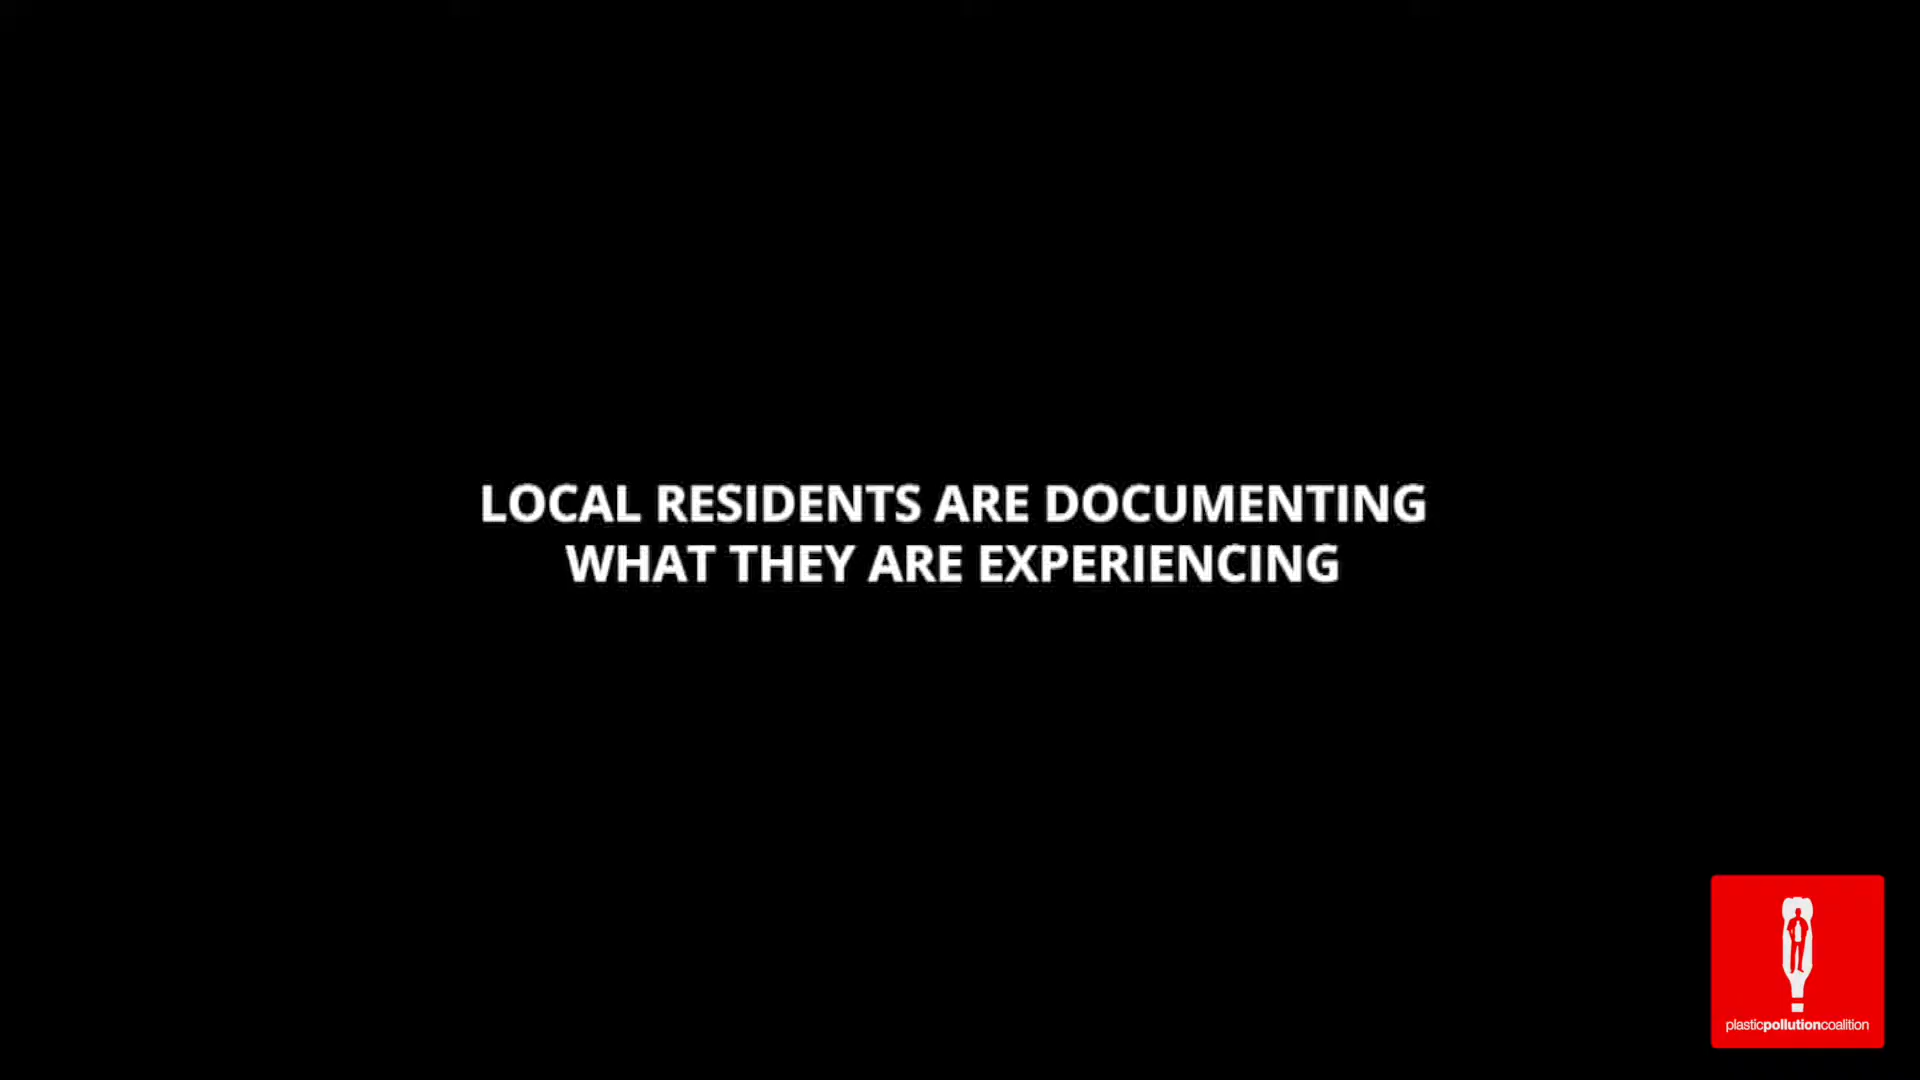 LOCAL RESIDENTS ARE DOCUMENTING
WHAT THEY ARE EXPERIENCING
plasticpollutioncoalition